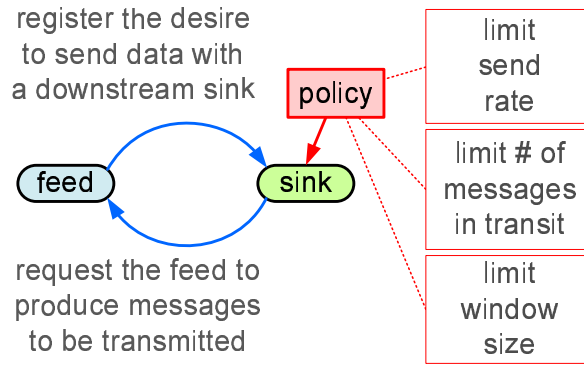 register the desire
to send data with
a downstream sink
policy
limit
send
rate
feed
sink
limit # of
messages
in transit
request the feed to
produce messages
to be transmitted
limit
window
size